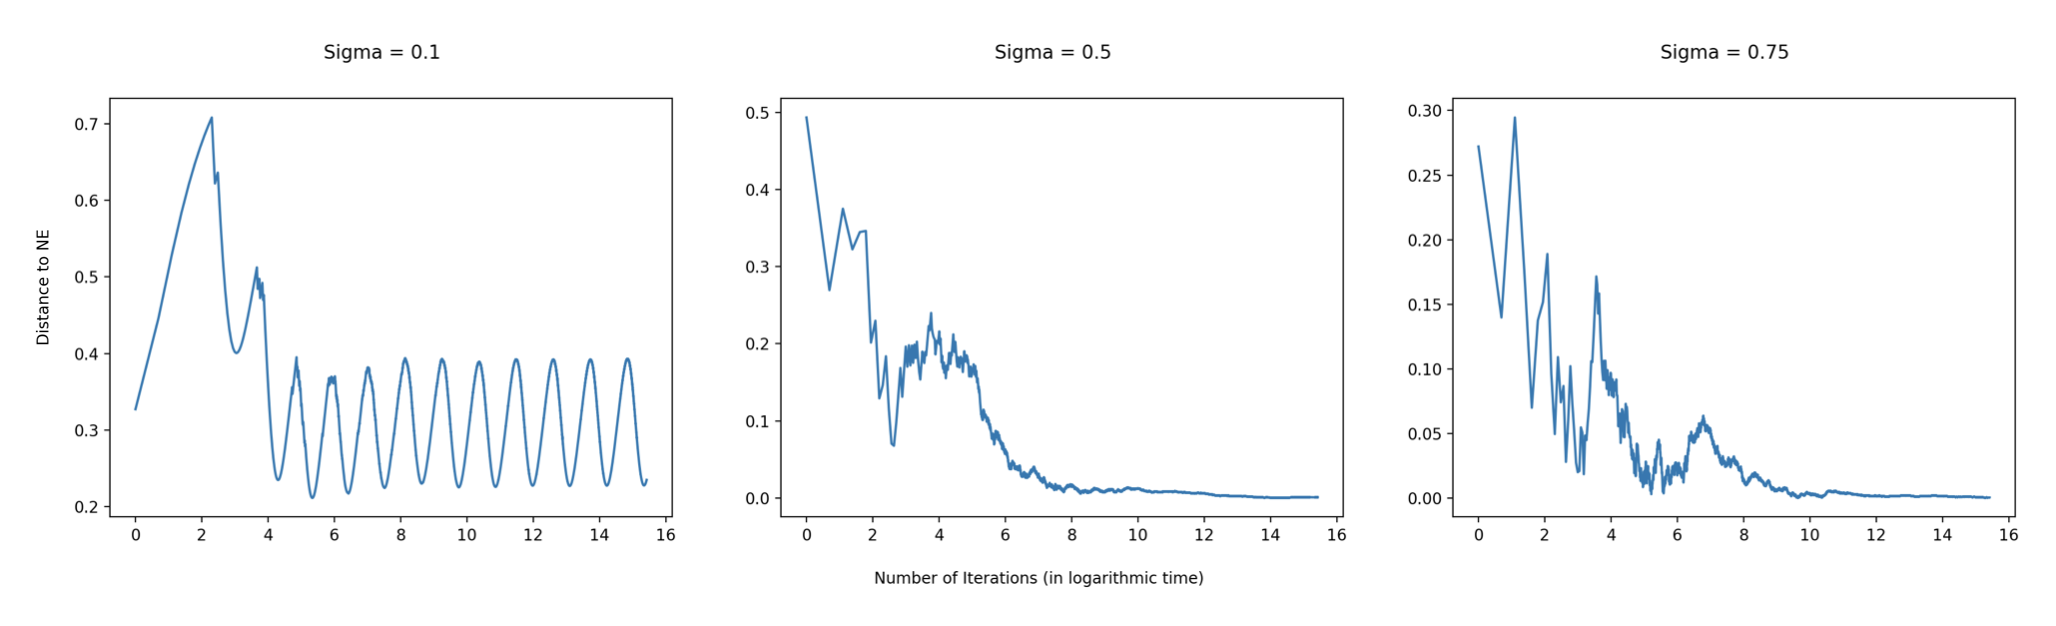 Sigma = 0.1
Sigma = 0.5
Sigma = 0.75
Distance to NE
0.7
0.6
0.5
0.4
0.3
0.2
0 2 4 6 8 10 12 14 16
0.5
0.4
0.3
0.2
0.1
0.0
0 2 4 6 8 10 12 14 16
0.30
0.25
0.20
0.15
0.10
0.05
0.00
0 2 4 6 8 10 12 14 16
Number of Iterations (in logarithmic time)